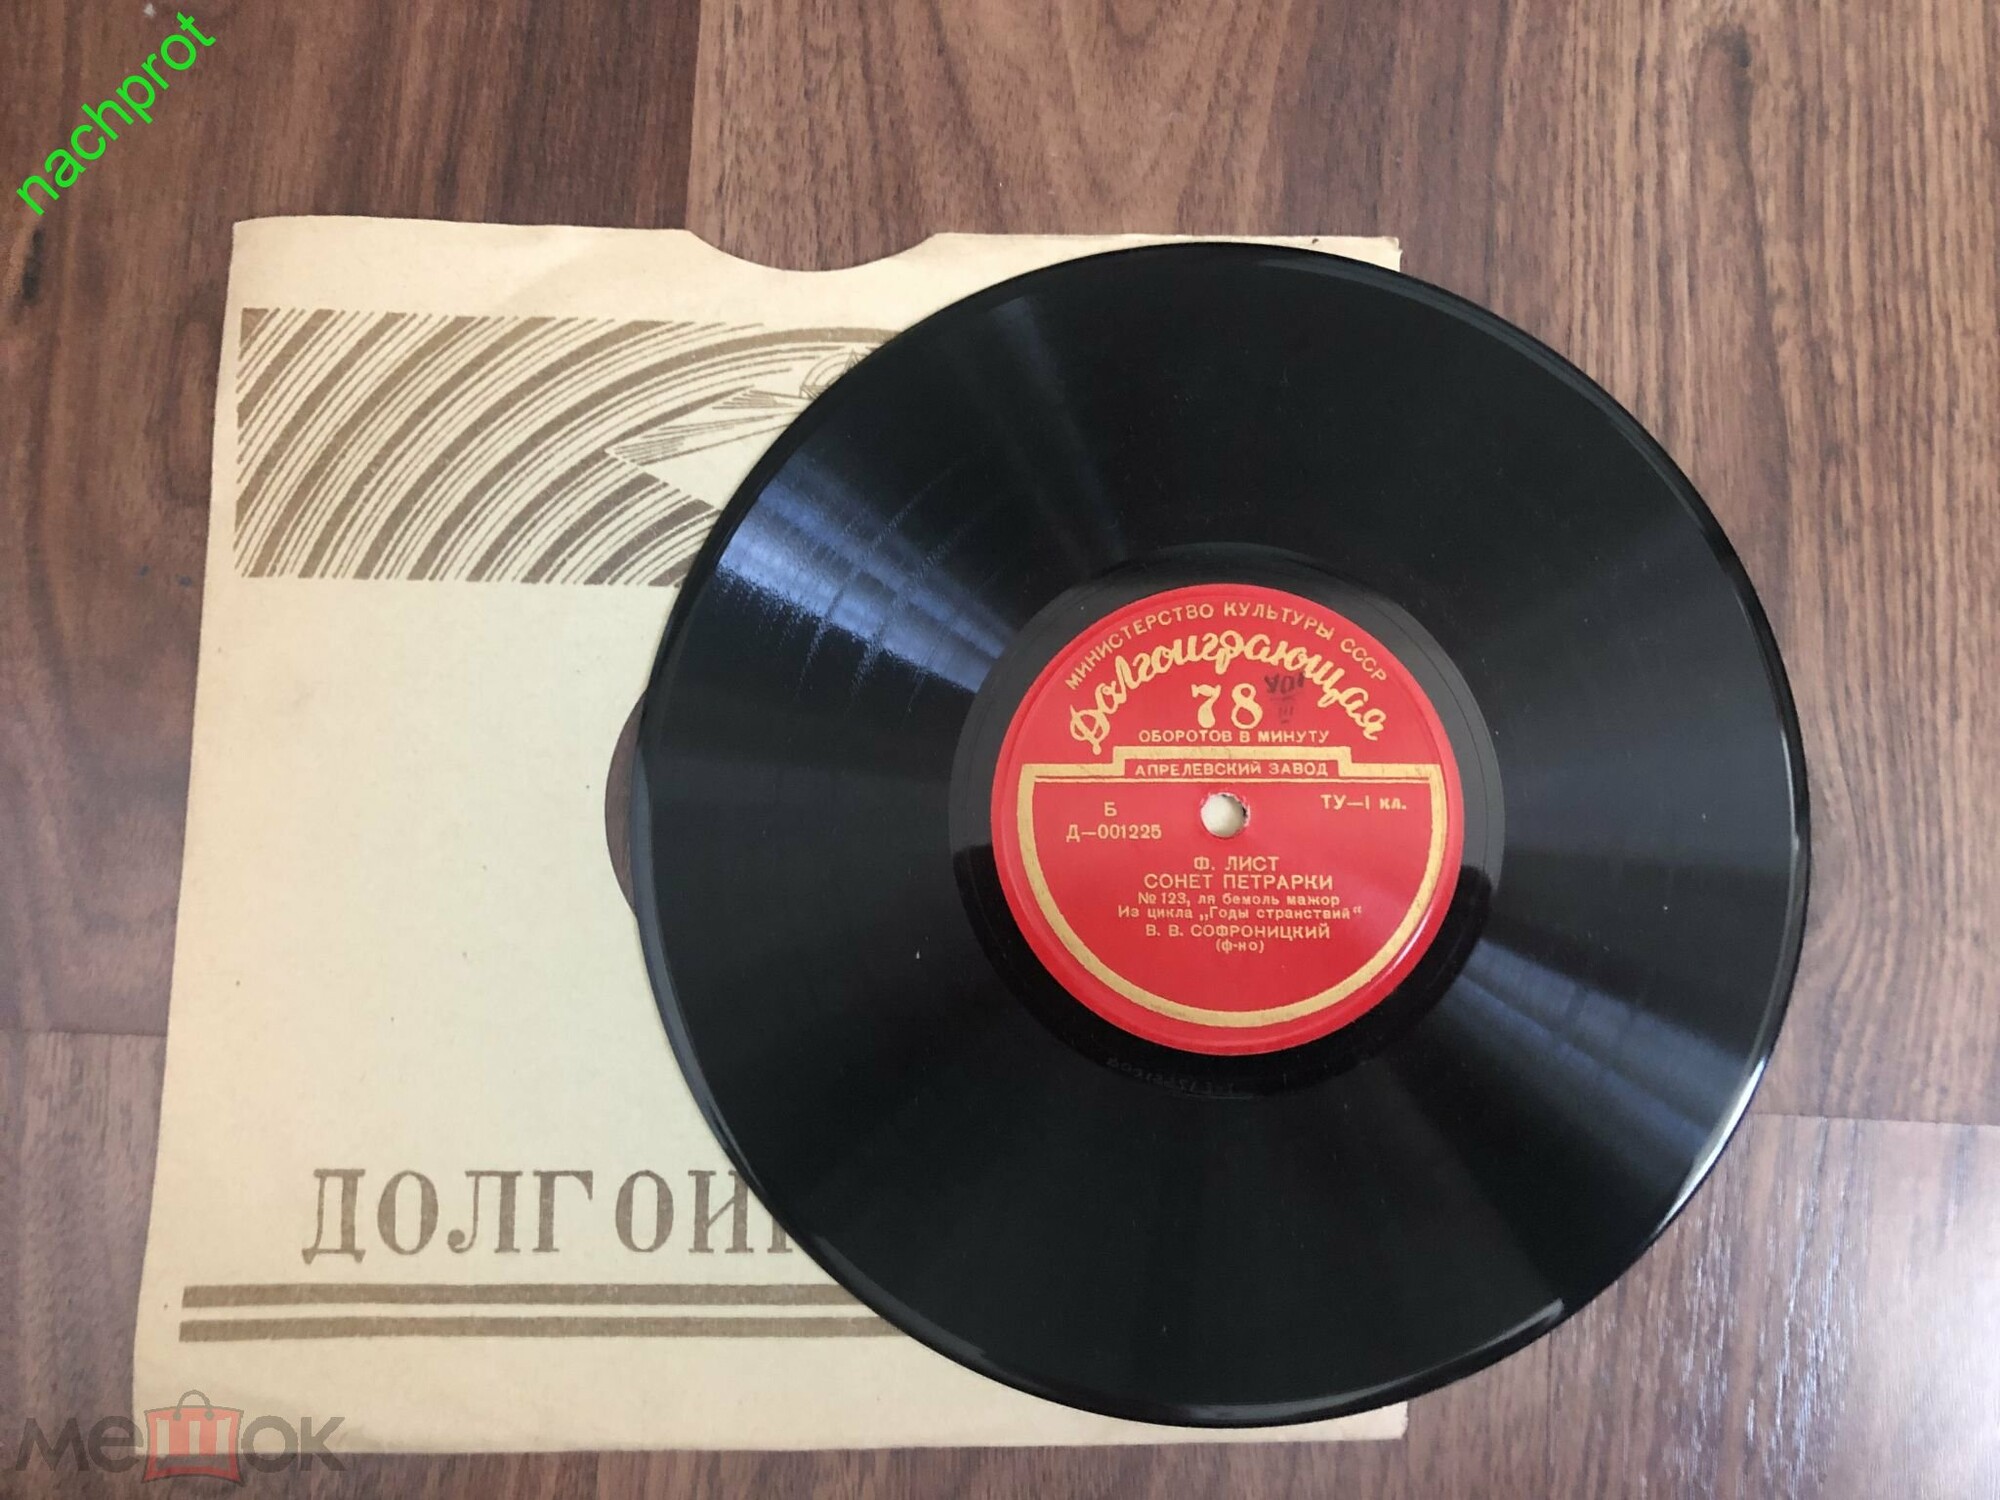 nachprot
МИНИСТЕРСТВО КУЛЬТУРЫ СССР
Долгоиграющая
78
ОБОРОТОВ В МИНУТУ
АПРЕЛЕВСКИЙ ЗАВОД
Б
Д—001225
ТУ—I кл.
Ф. ЛИСТ
СОНЕТ ПЕТРАРКИ
№ 123, ля бемоль мажор
Из цикла „Годы странствий“
В. В. СОФРОНИЦКИЙ
(ф-но)
ДОЛГОИ
мешок